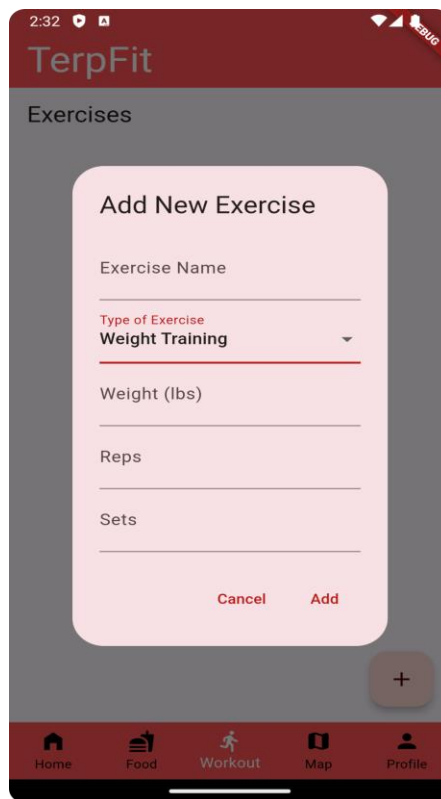 2:32
DEBUG
TerpFit
Exercises
Add New Exercise
Exercise Name
Type of Exercise
Weight Training
Weight (lbs)
Reps
Sets
Cancel Add
+
Home Food Workout Map Profile